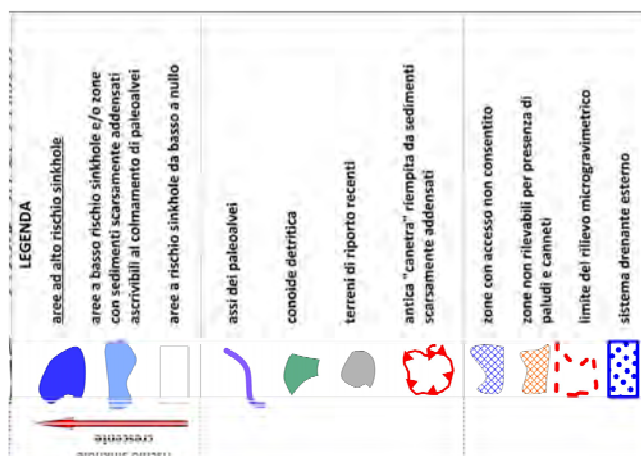 LEGENDA
aree ad alto rischio sinkhole
aree a basso rischio sinkhole e/o zone
con sedimenti scarsamente addensati
ascrivibili al colmamento di paleoalvei
aree a rischio sinkhole da basso a nullo
assi dei paleoalvei
conoide detritica
terreni di riporto recenti
antica "canetra" riempita da sedimenti
scarsamente addensati
zone con accesso non consentito
zone non rilevabili per presenza di
paludi e canneti
limite del rilievo microgravimetrico
sistema drenante esterno
crescente
rischio sinkhole